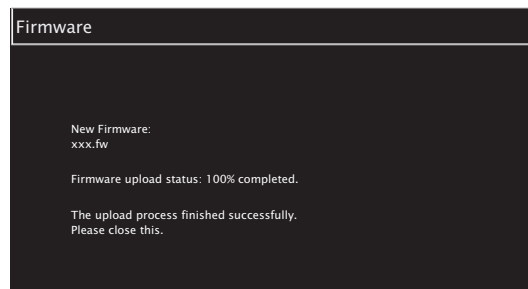 Firmware
New Firmware:
xxx.fw
Firmware upload status: 100% completed.
The upload process finished successfully.
Please close this.